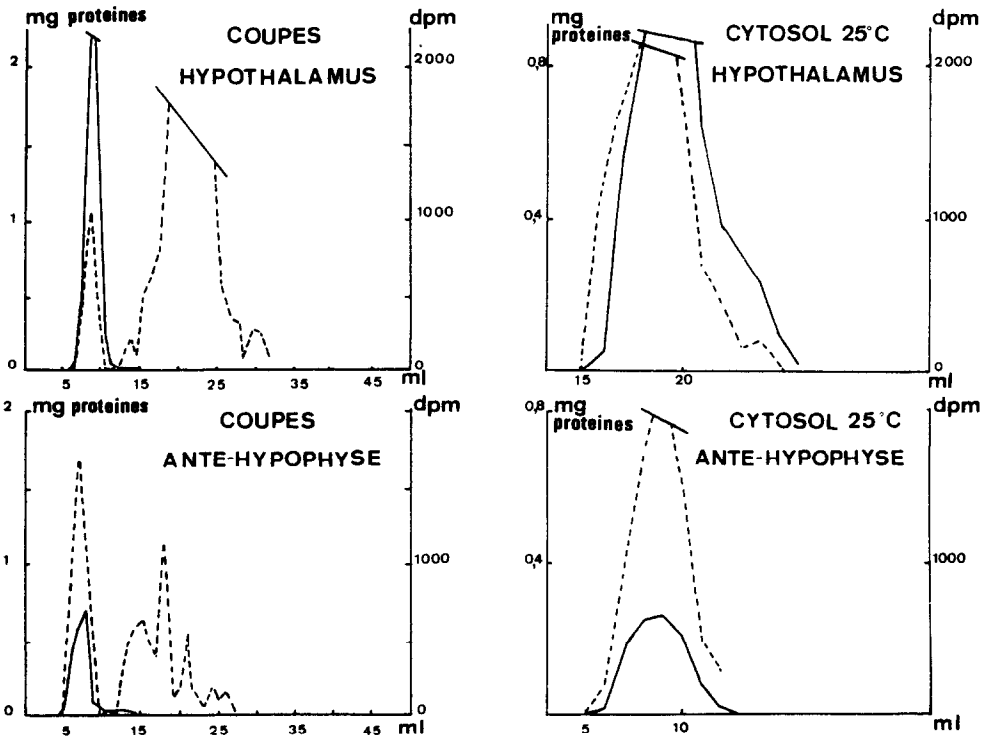 mg proteines
dpm
COUPES
HYPOTHALAMUS
2
2000
1
1000
0
0
5 15 25 35 45 ml
mg proteines
dpm
CYTOSOL 25°C
HYPOTHALAMUS
0,8
2000
0,4
1000
0
15 20
ml
2 mg proteines
dpm
COUPES
ANTE-HYPOPHYSE
1
1000
0
0
5 15 25 35 45 ml
0,8 mg proteines
dpm
CYTOSOL 25°C
ANTE-HYPOPHYSE
0,4
1000
0
5 10
ml